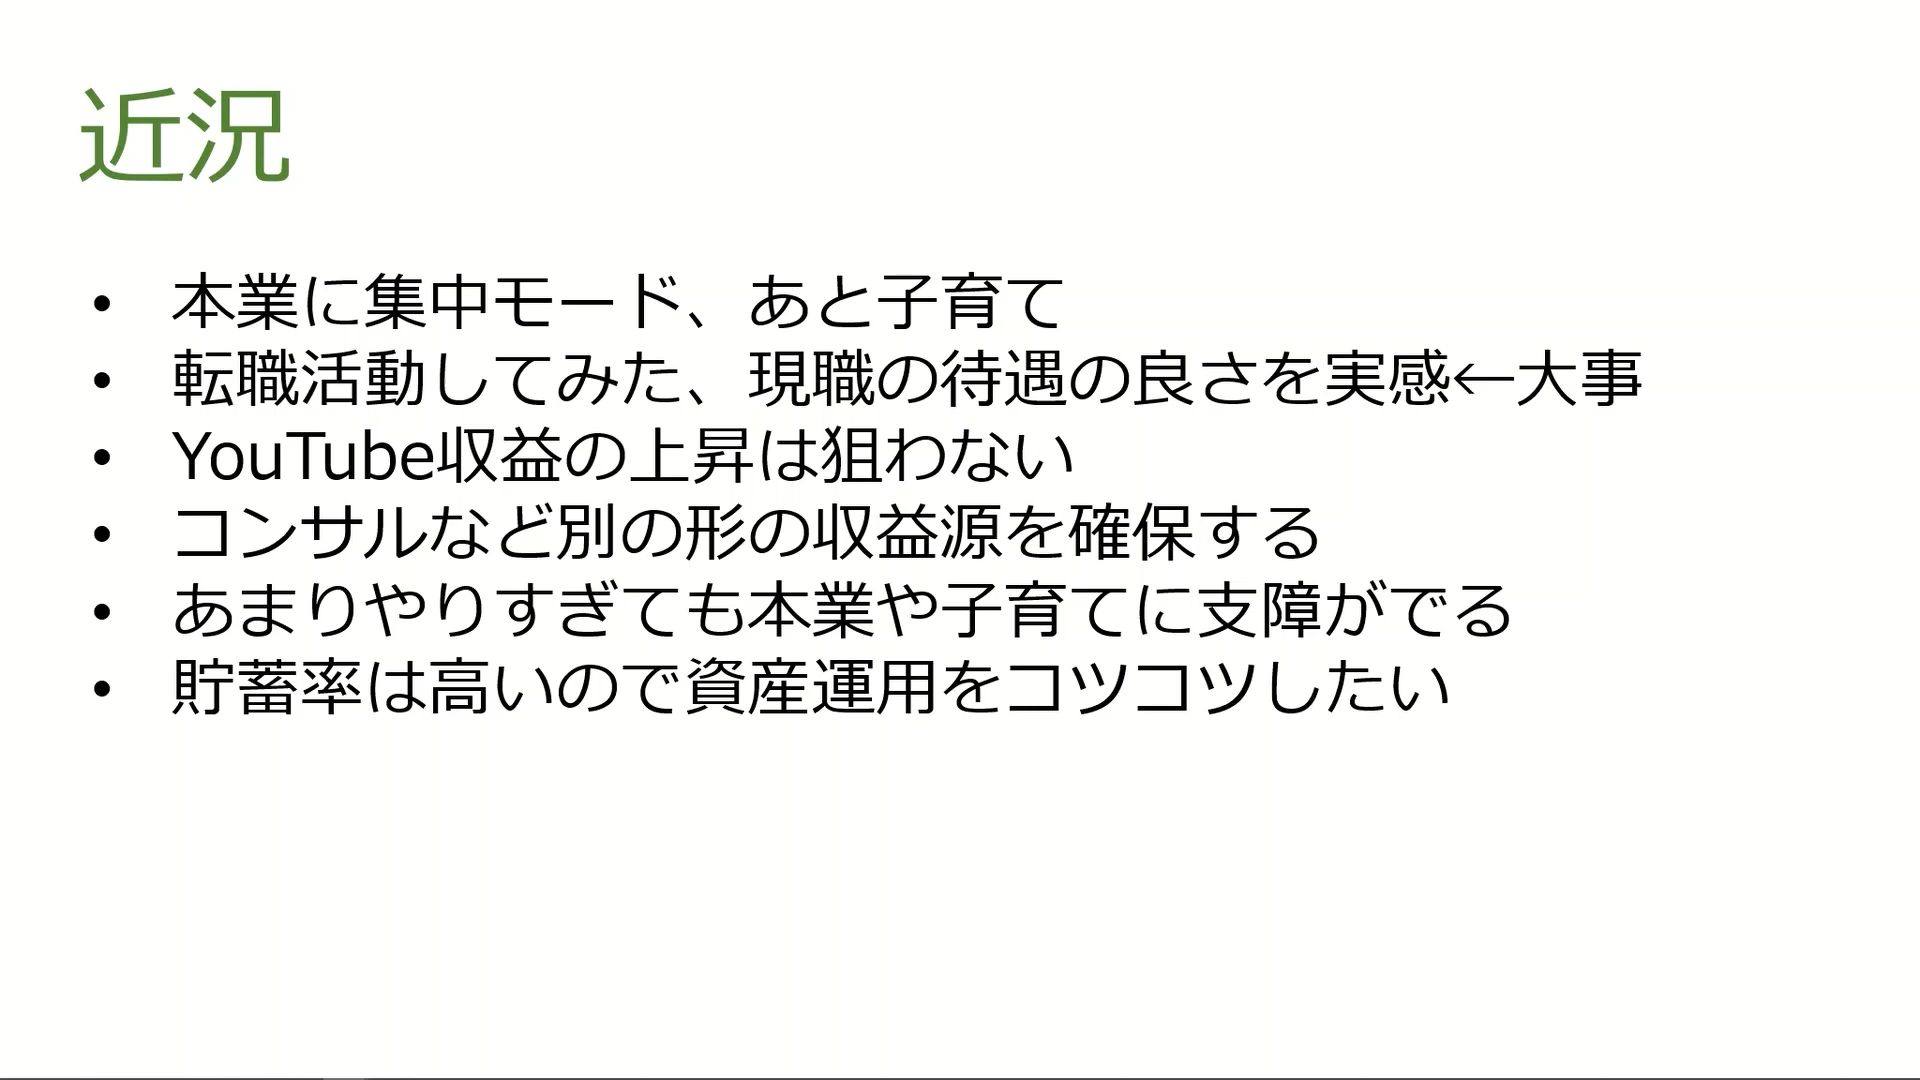 近況
• 本業に集中モード、あと子育て
• 転職活動してみた、現職の待遇の良さを実感←大事
• YouTube収益の上昇は狙わない
• コンサルなど別の形の収益源を確保する
• あまりやりすぎても本業や子育てに支障がでる
• 貯蓄率は高いので資産運用をコツコツしたい